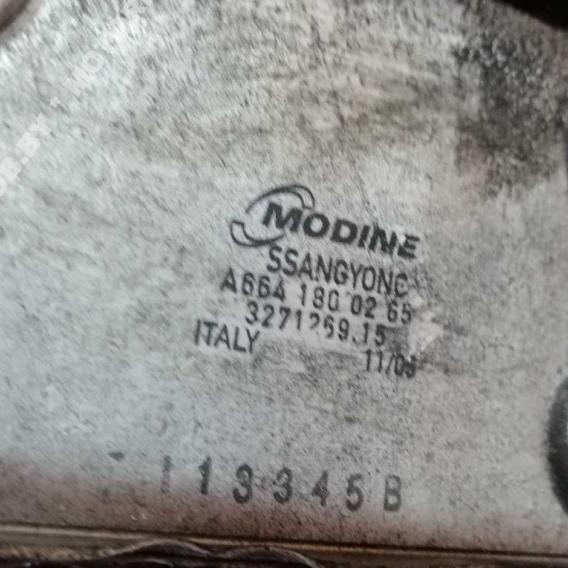 MODINE
SSANGYONG
A664 180 02 65
3271259.15
ITALY 11/05
113345B